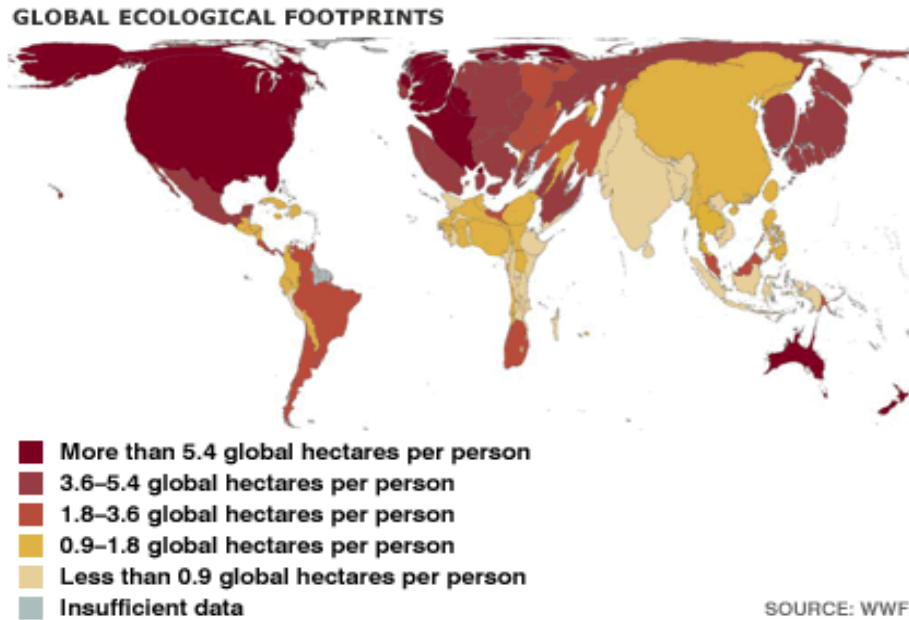 GLOBAL ECOLOGICAL FOOTPRINTS
More than 5.4 global hectares per person
3.6–5.4 global hectares per person
1.8–3.6 global hectares per person
0.9–1.8 global hectares per person
Less than 0.9 global hectares per person
Insufficient data
SOURCE: WWF